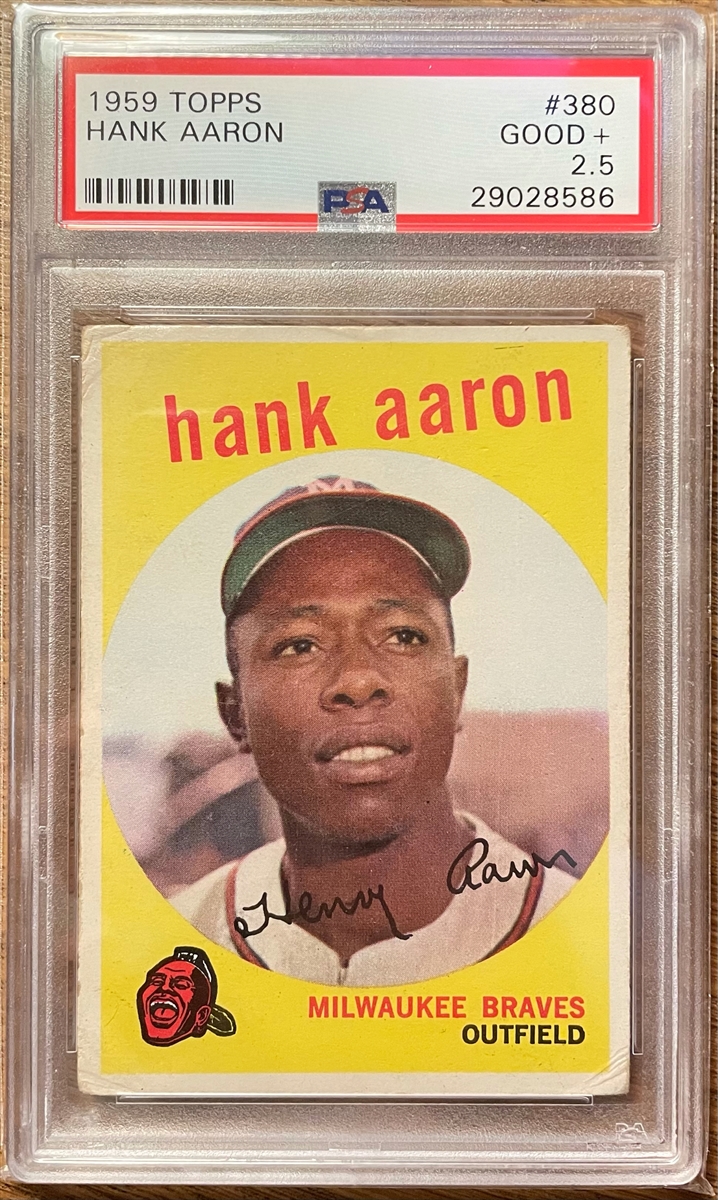 1959 TOPPS #380
HANK AARON GOOD +
2.5
PSA 29028586
hank aaron
Henry Aaron
MILWAUKEE BRAVES
OUTFIELD